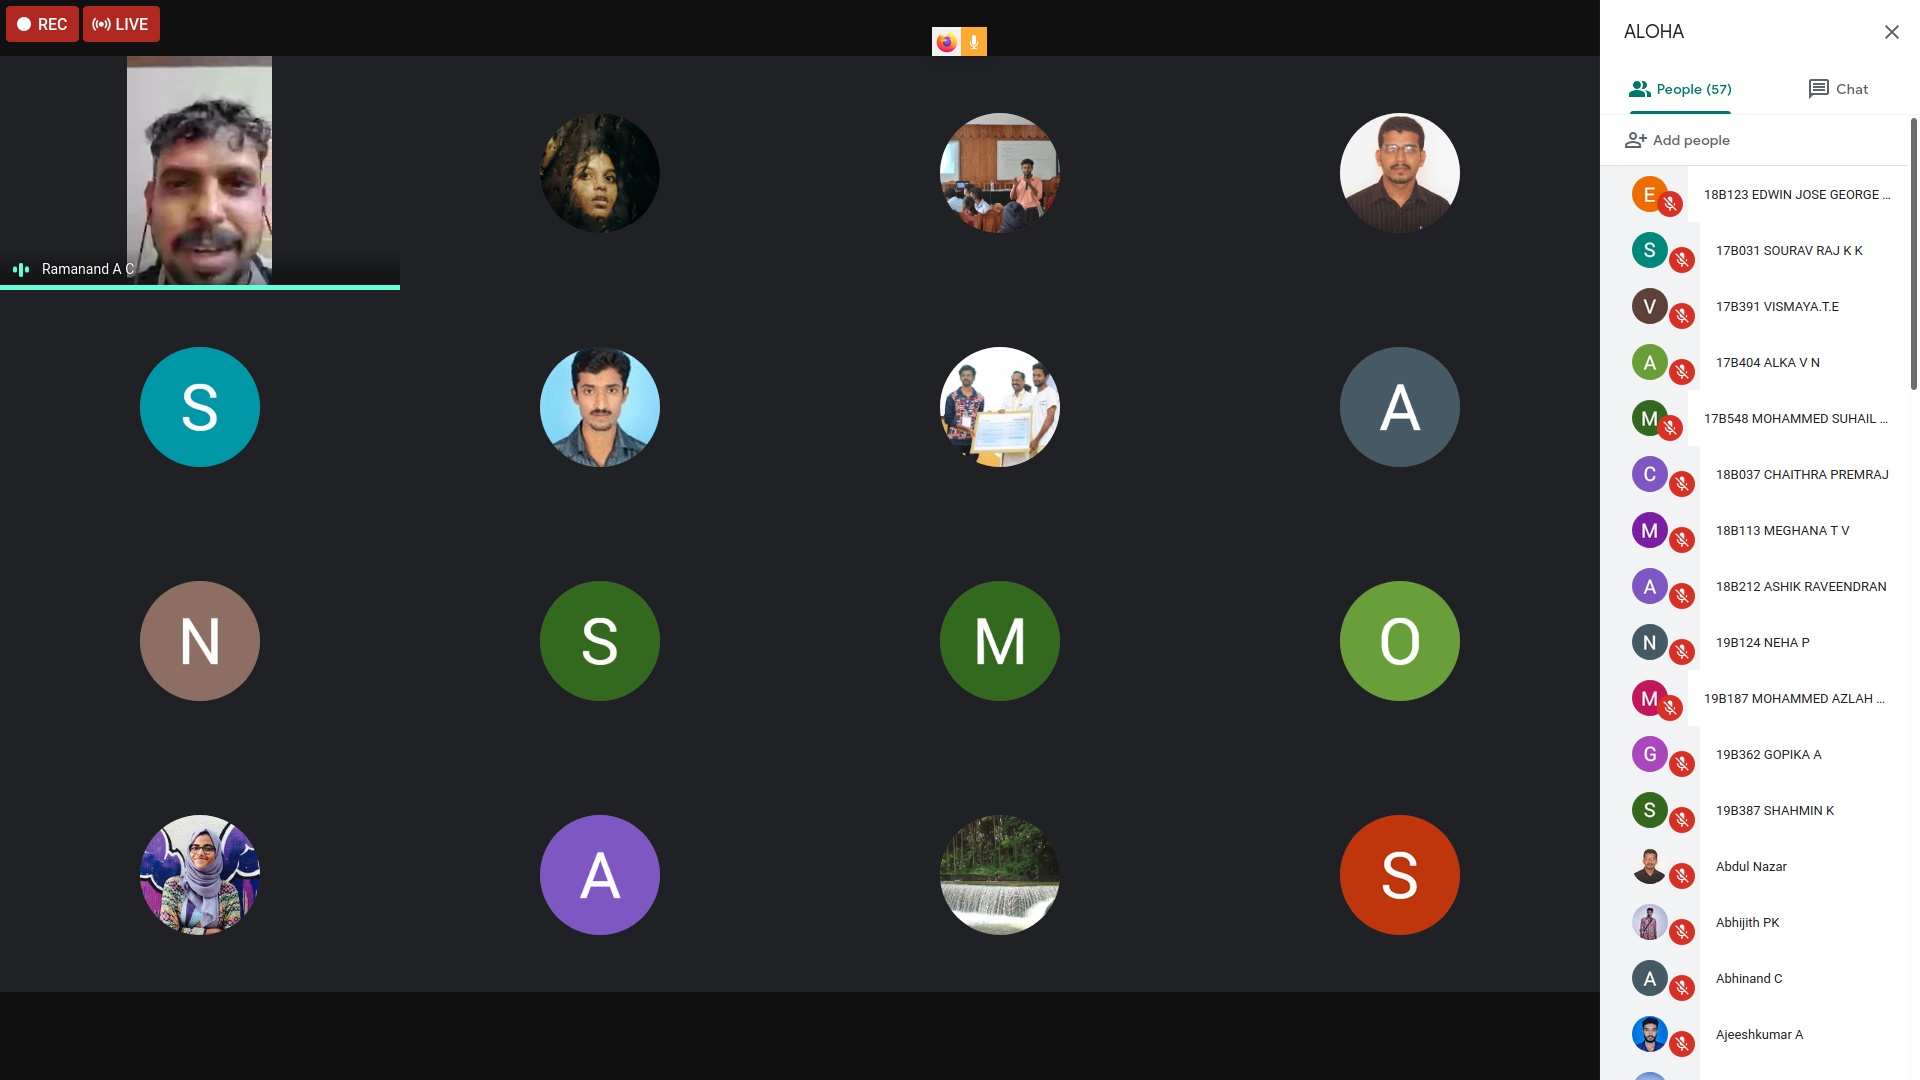 REC
LIVE
Ramanand A C
S
A
N
S
M
O
A
S
ALOHA
People (57)
Chat
Add people
E
18B123 EDWIN JOSE GEORGE ...
S
17B031 SOURAV RAJ K K
V
17B391 VISMAYA.T.E
A
17B404 ALKA V N
M
17B548 MOHAMMED SUHAIL ...
C
18B037 CHAITHRA PREMRAJ
M
18B113 MEGHANA T V
A
18B212 ASHIK RAVEENDRAN
N
19B124 NEHA P
M
19B187 MOHAMMED AZLAH ...
G
19B362 GOPIKA A
S
19B387 SHAHMIN K
Abdul Nazar
Abhijith PK
A
Abhinand C
Ajeeshkumar A